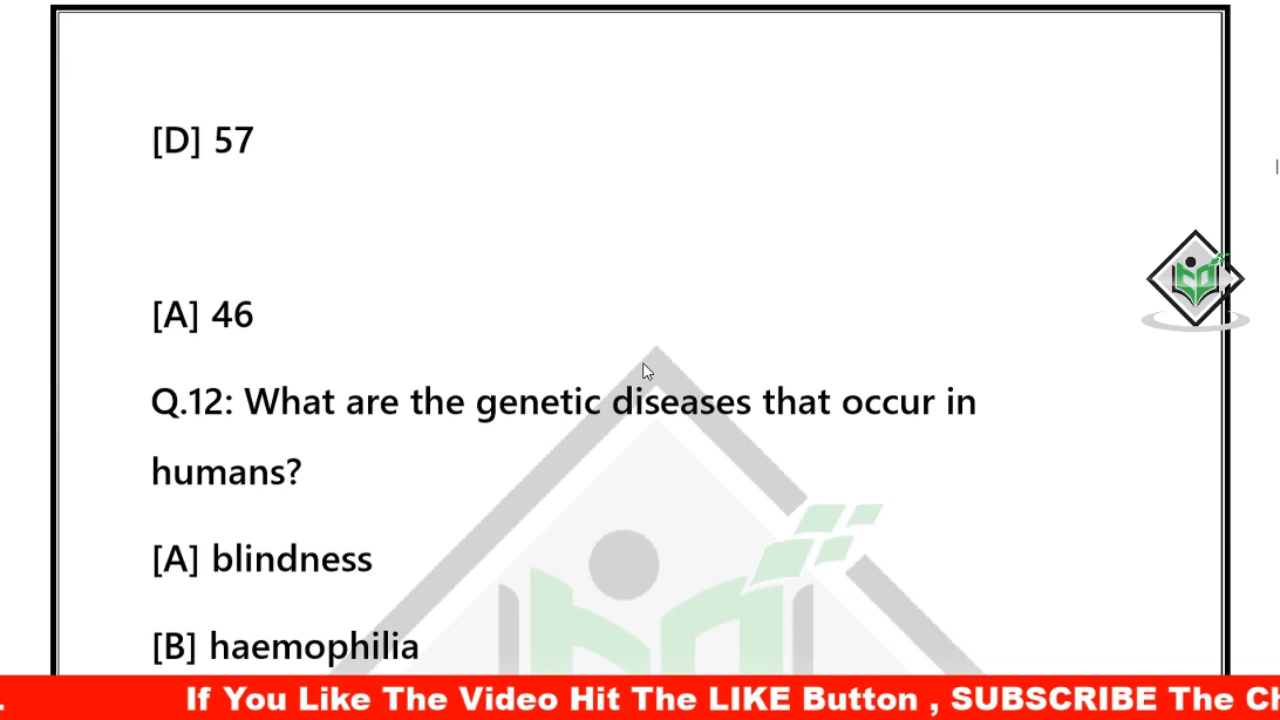 [D] 57
[A] 46
Q.12: What are the genetic diseases that occur in
humans?
[A] blindness
[B] haemophilia
If You Like The Video Hit The LIKE Button , SUBSCRIBE The